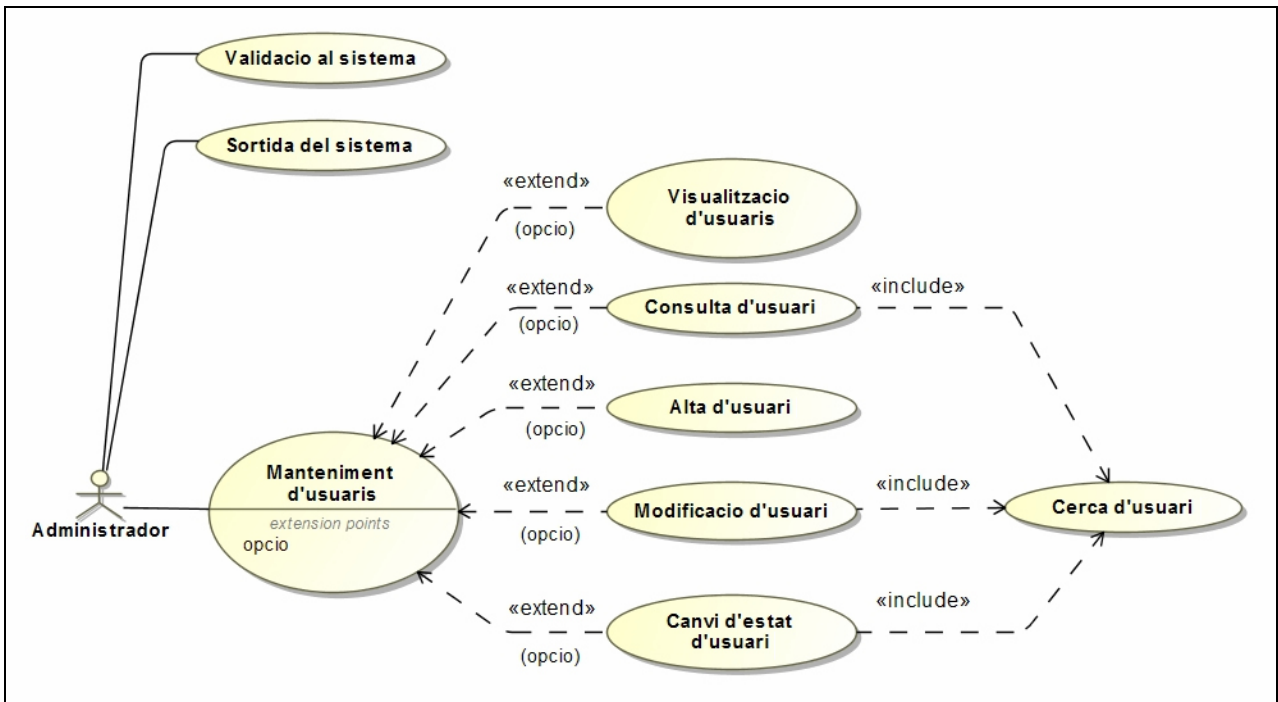 Validacio al sistema
Sortida del sistema
«extend»
(opcio)
Visualitzacio
d'usuaris
«extend»
(opcio)
Consulta d'usuari
«include»
«extend»
(opcio)
Alta d'usuari
Manteniment
d'usuaris
extension points
opcio
Administrador
«extend»
(opcio)
Modificacio d'usuari
«include»
Cerca d'usuari
«extend»
(opcio)
Canvi d'estat
d'usuari
«include»